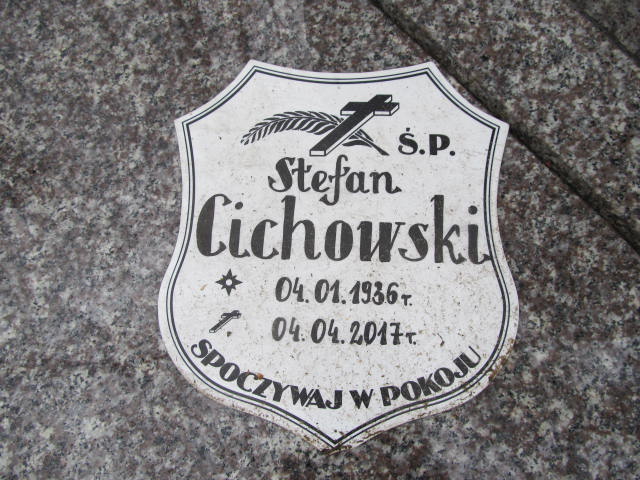 Ś.P.
Stefan
Cichowski
04.01.1936 r.
04.04.2017 r.
SPOCZYWAJ W POKOJU